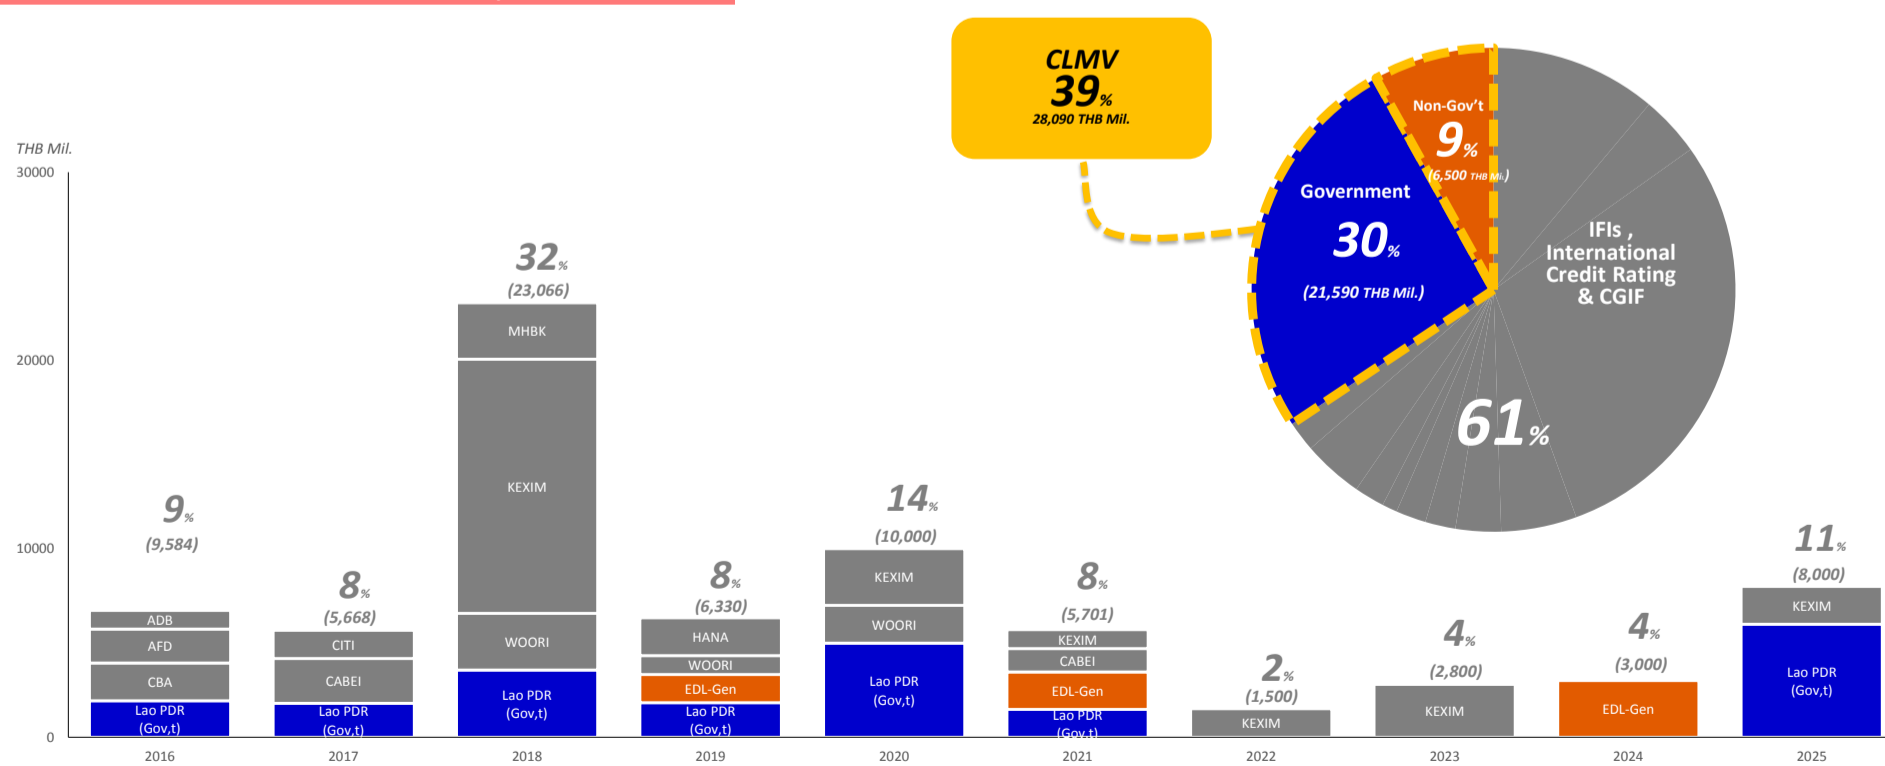 CLMV
39%
28,090 THB Mil.
Non-Gov't
9%
(6,500 THB Mil.)
Government
30%
(21,590 THB Mil.)
IFIs ,
International
Credit Rating
& CGIF
61%
THB Mil.
30000
20000
10000
0
9%
(9,584)
ADB
AFD
CBA
Lao PDR
(Gov,t)
2016
8%
(5,668)
CITI
CABEI
Lao PDR
(Gov,t)
2017
32%
(23,066)
MHBK
KEXIM
WOORI
Lao PDR
(Gov,t)
2018
8%
(6,330)
HANA
WOORI
EDL-Gen
Lao PDR
(Gov,t)
2019
14%
(10,000)
KEXIM
WOORI
Lao PDR
(Gov,t)
2020
8%
(5,701)
KEXIM
CABEI
EDL-Gen
Lao PDR
(Gov,t)
2021
2%
(1,500)
KEXIM
2022
4%
(2,800)
KEXIM
2023
4%
(3,000)
EDL-Gen
2024
11%
(8,000)
KEXIM
Lao PDR
(Gov,t)
2025